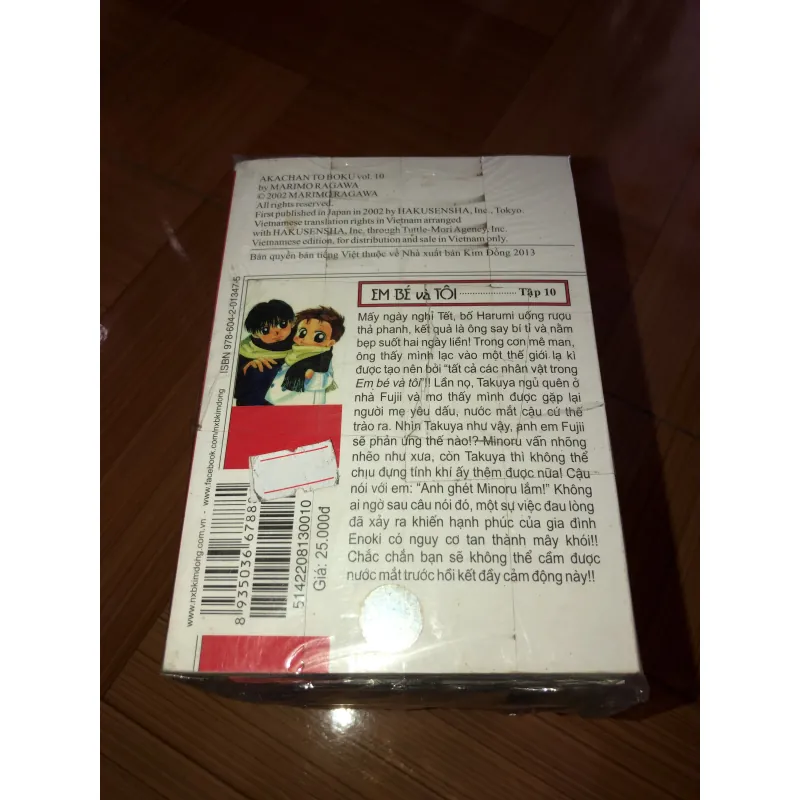 AKACHAN TO BOKU vol. 10
by MARIMO RAGAWA
© 2002 MARIMO RAGAWA
All rights reserved.
First published in Japan in 2002 by HAKUSENSHA, Inc., Tokyo.
Vietnamese translation rights in Vietnam arranged
with HAKUSENSHA, Inc. through Tuttle-Mori Agency, Inc.
Vietnamese edition, for distribution and sale in Vietnam only.
Bản quyền bản tiếng Việt thuộc về Nhà xuất bản Kim Đồng 2013
EM BÉ và TÔI ........................ Tập 10
Mấy ngày nghỉ Tết, bố Harumi uống rượu
thả phanh, kết quả là ông say bí tỉ và nằm
bẹp suốt hai ngày liền! Trong cơn mê man,
ông thấy mình lạc vào một thế giới lạ kì
được tạo nên bởi “tất cả các nhân vật trong
Em bé và tôi”!! Lần nọ, Takuya ngủ quên ở
nhà Fujii và mơ thấy mình được gặp lại
người mẹ yêu dấu, nước mắt cậu cứ thế
trào ra. Nhìn Takuya như vậy, anh em Fujii
sẽ phản ứng thế nào!? Minoru vẫn nhõng
nhẽo như xưa, còn Takuya thì không thể
chịu đựng tính khí ấy thêm được nữa! Cậu
nói với em: “Anh ghét Minoru lắm!” Không
ai ngờ sau câu nói đó, một sự việc đau lòng
đã xảy ra khiến hạnh phúc của gia đình
Enoki có nguy cơ tan thành mây khói!!
Chắc chắn bạn sẽ không thể cầm được
nước mắt trước hồi kết đầy cảm động này!!
ISBN 978-604-2-01347-5
www.nxbkimdong.com.vn - www.facebook.com/nxbkimdong
5142208130010
Giá: 25.000đ